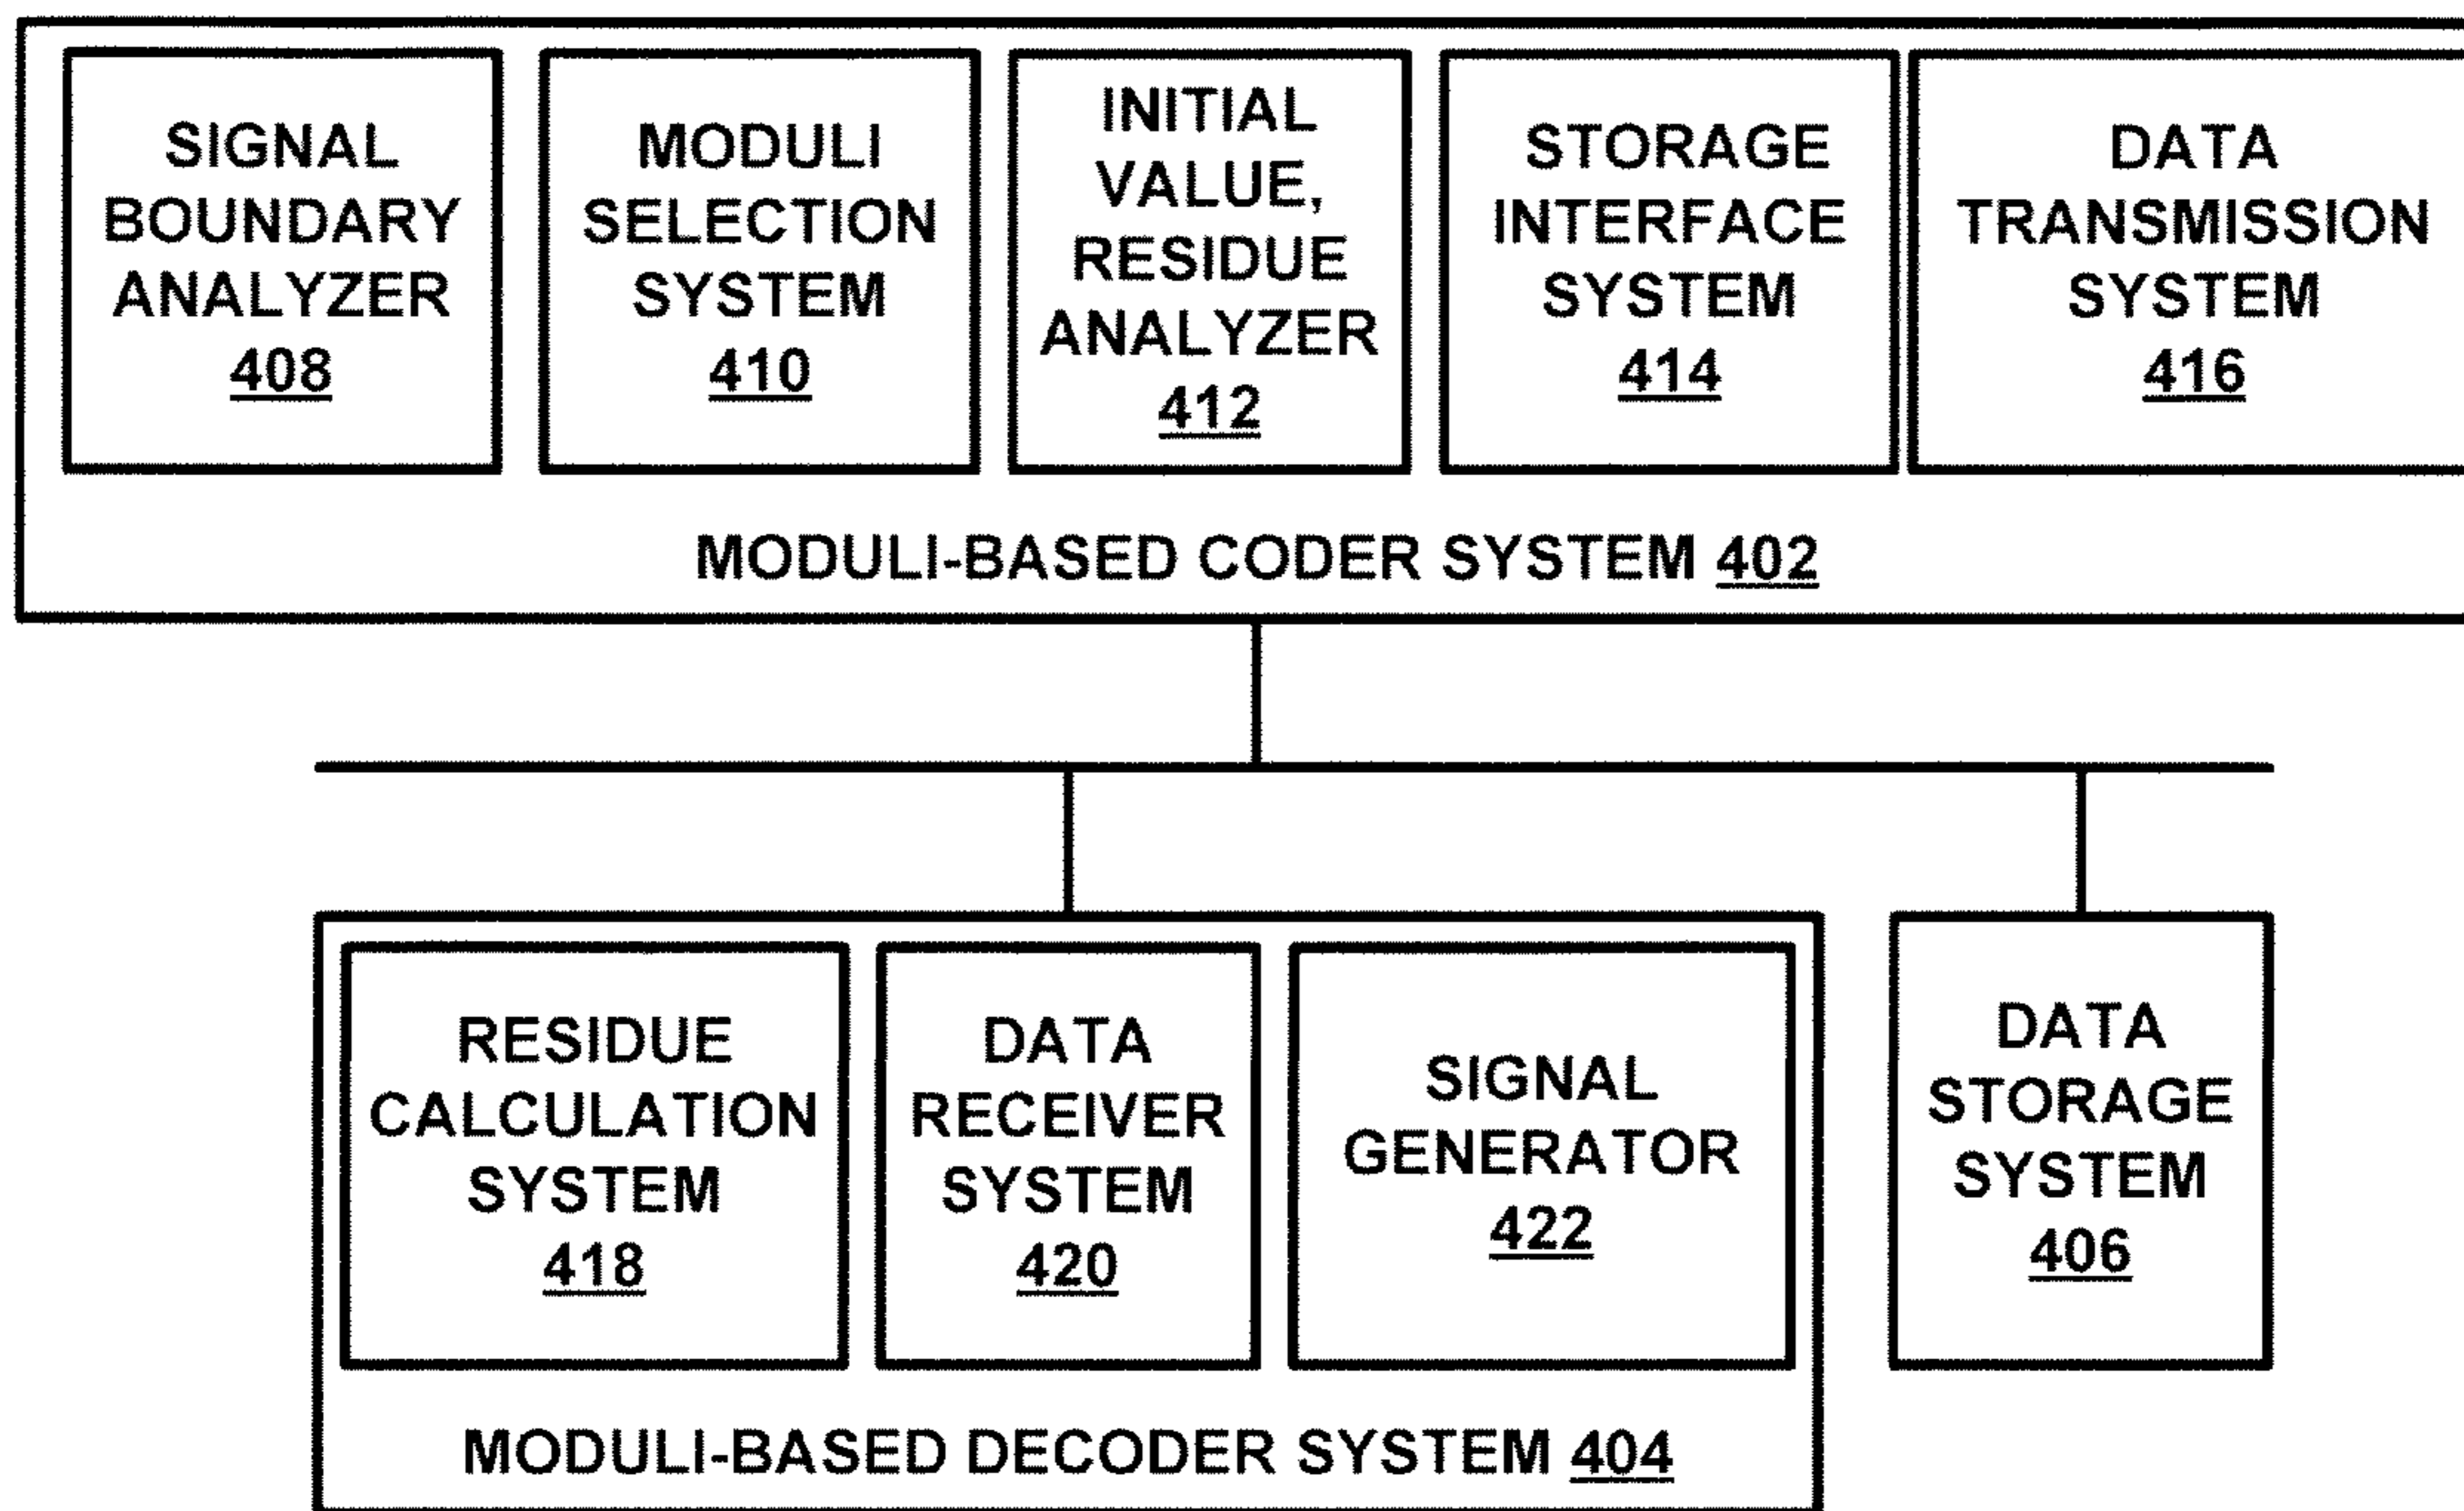 SIGNAL
BOUNDARY
ANALYZER
408
MODULI
SELECTION
SYSTEM
410
INITIAL
VALUE,
RESIDUE
ANALYZER
412
STORAGE
INTERFACE
SYSTEM
414
DATA
TRANSMISSION
SYSTEM
416
MODULI-BASED CODER SYSTEM 402
RESIDUE
CALCULATION
SYSTEM
418
DATA
RECEIVER
SYSTEM
420
SIGNAL
GENERATOR
422
MODULI-BASED DECODER SYSTEM 404
DATA
STORAGE
SYSTEM
406